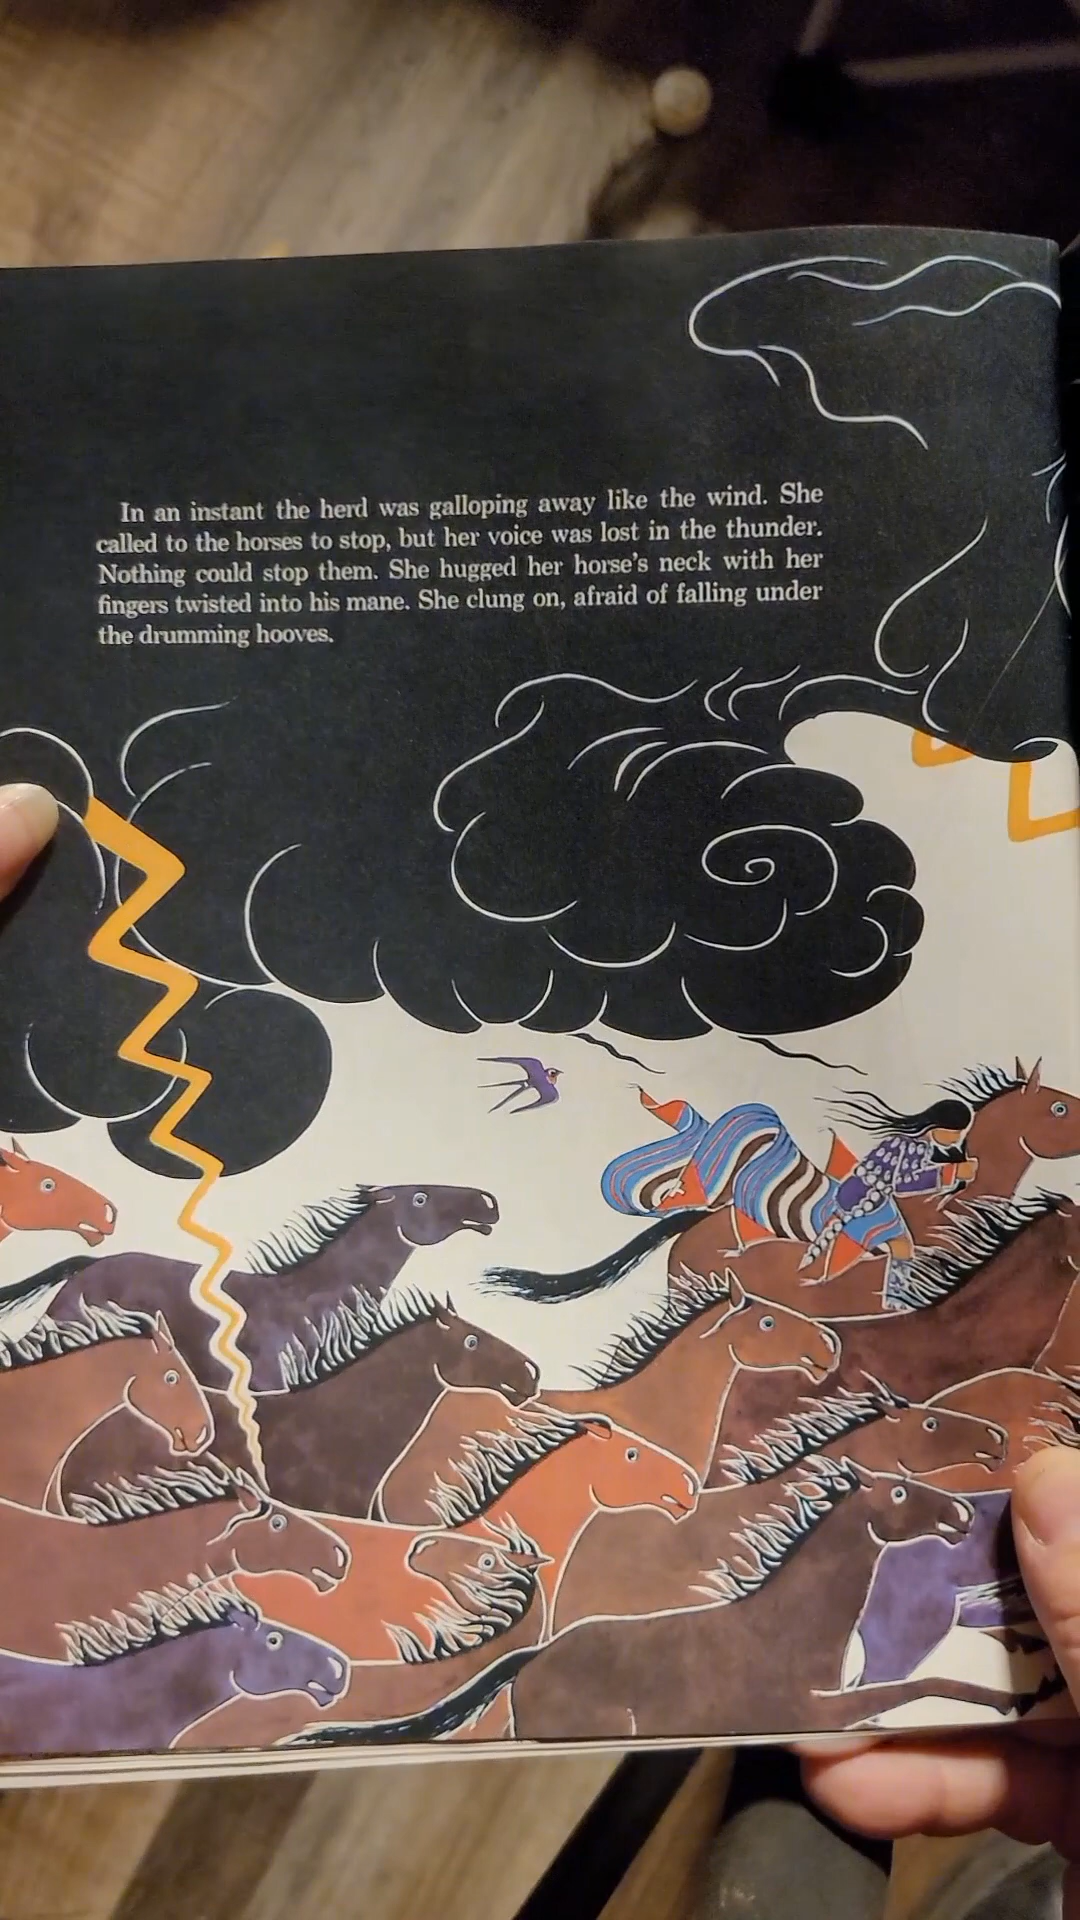 In an instant the herd was galloping away like the wind. She
called to the horses to stop, but her voice was lost in the thunder.
Nothing could stop them. She hugged her horse's neck with her
fingers twisted into his mane. She clung on, afraid of falling under
the drumming hooves.